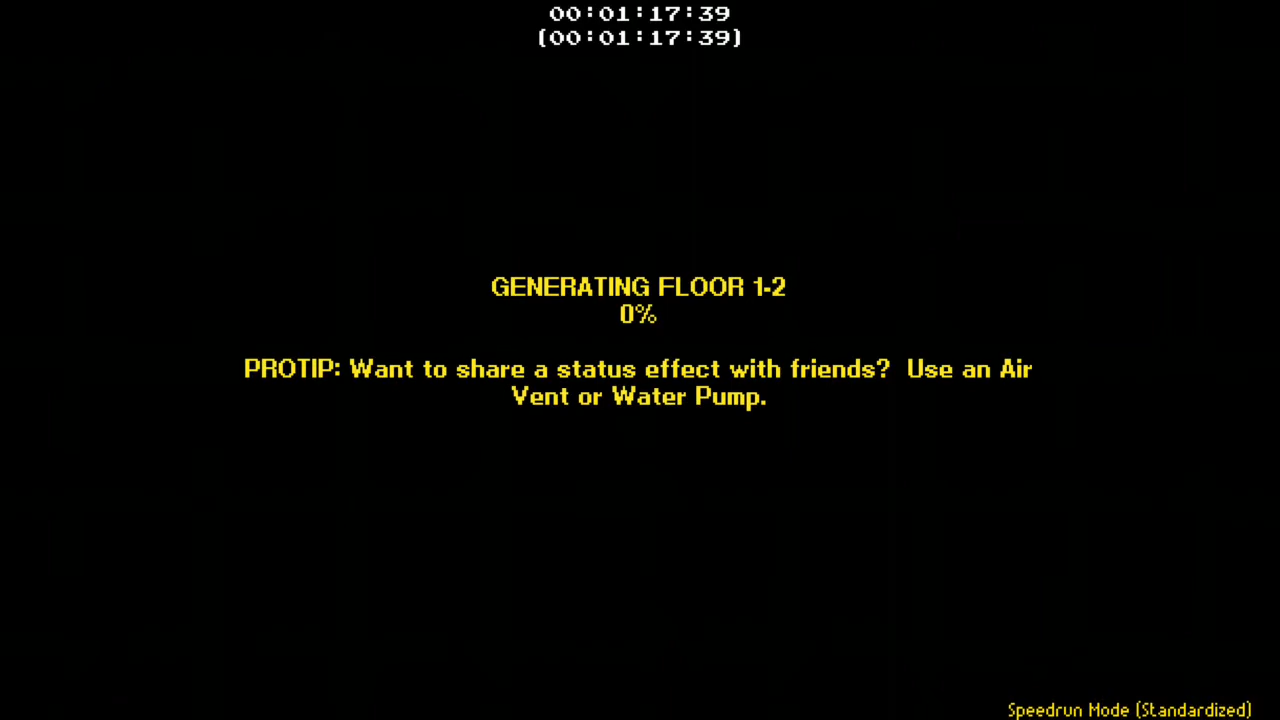 00:01:17:39
(00:01:17:39)
GENERATING FLOOR 1-2
0%
PROTIP: Want to share a status effect with friends?  Use an Air
Vent or Water Pump.
Speedrun Mode (Standardized)